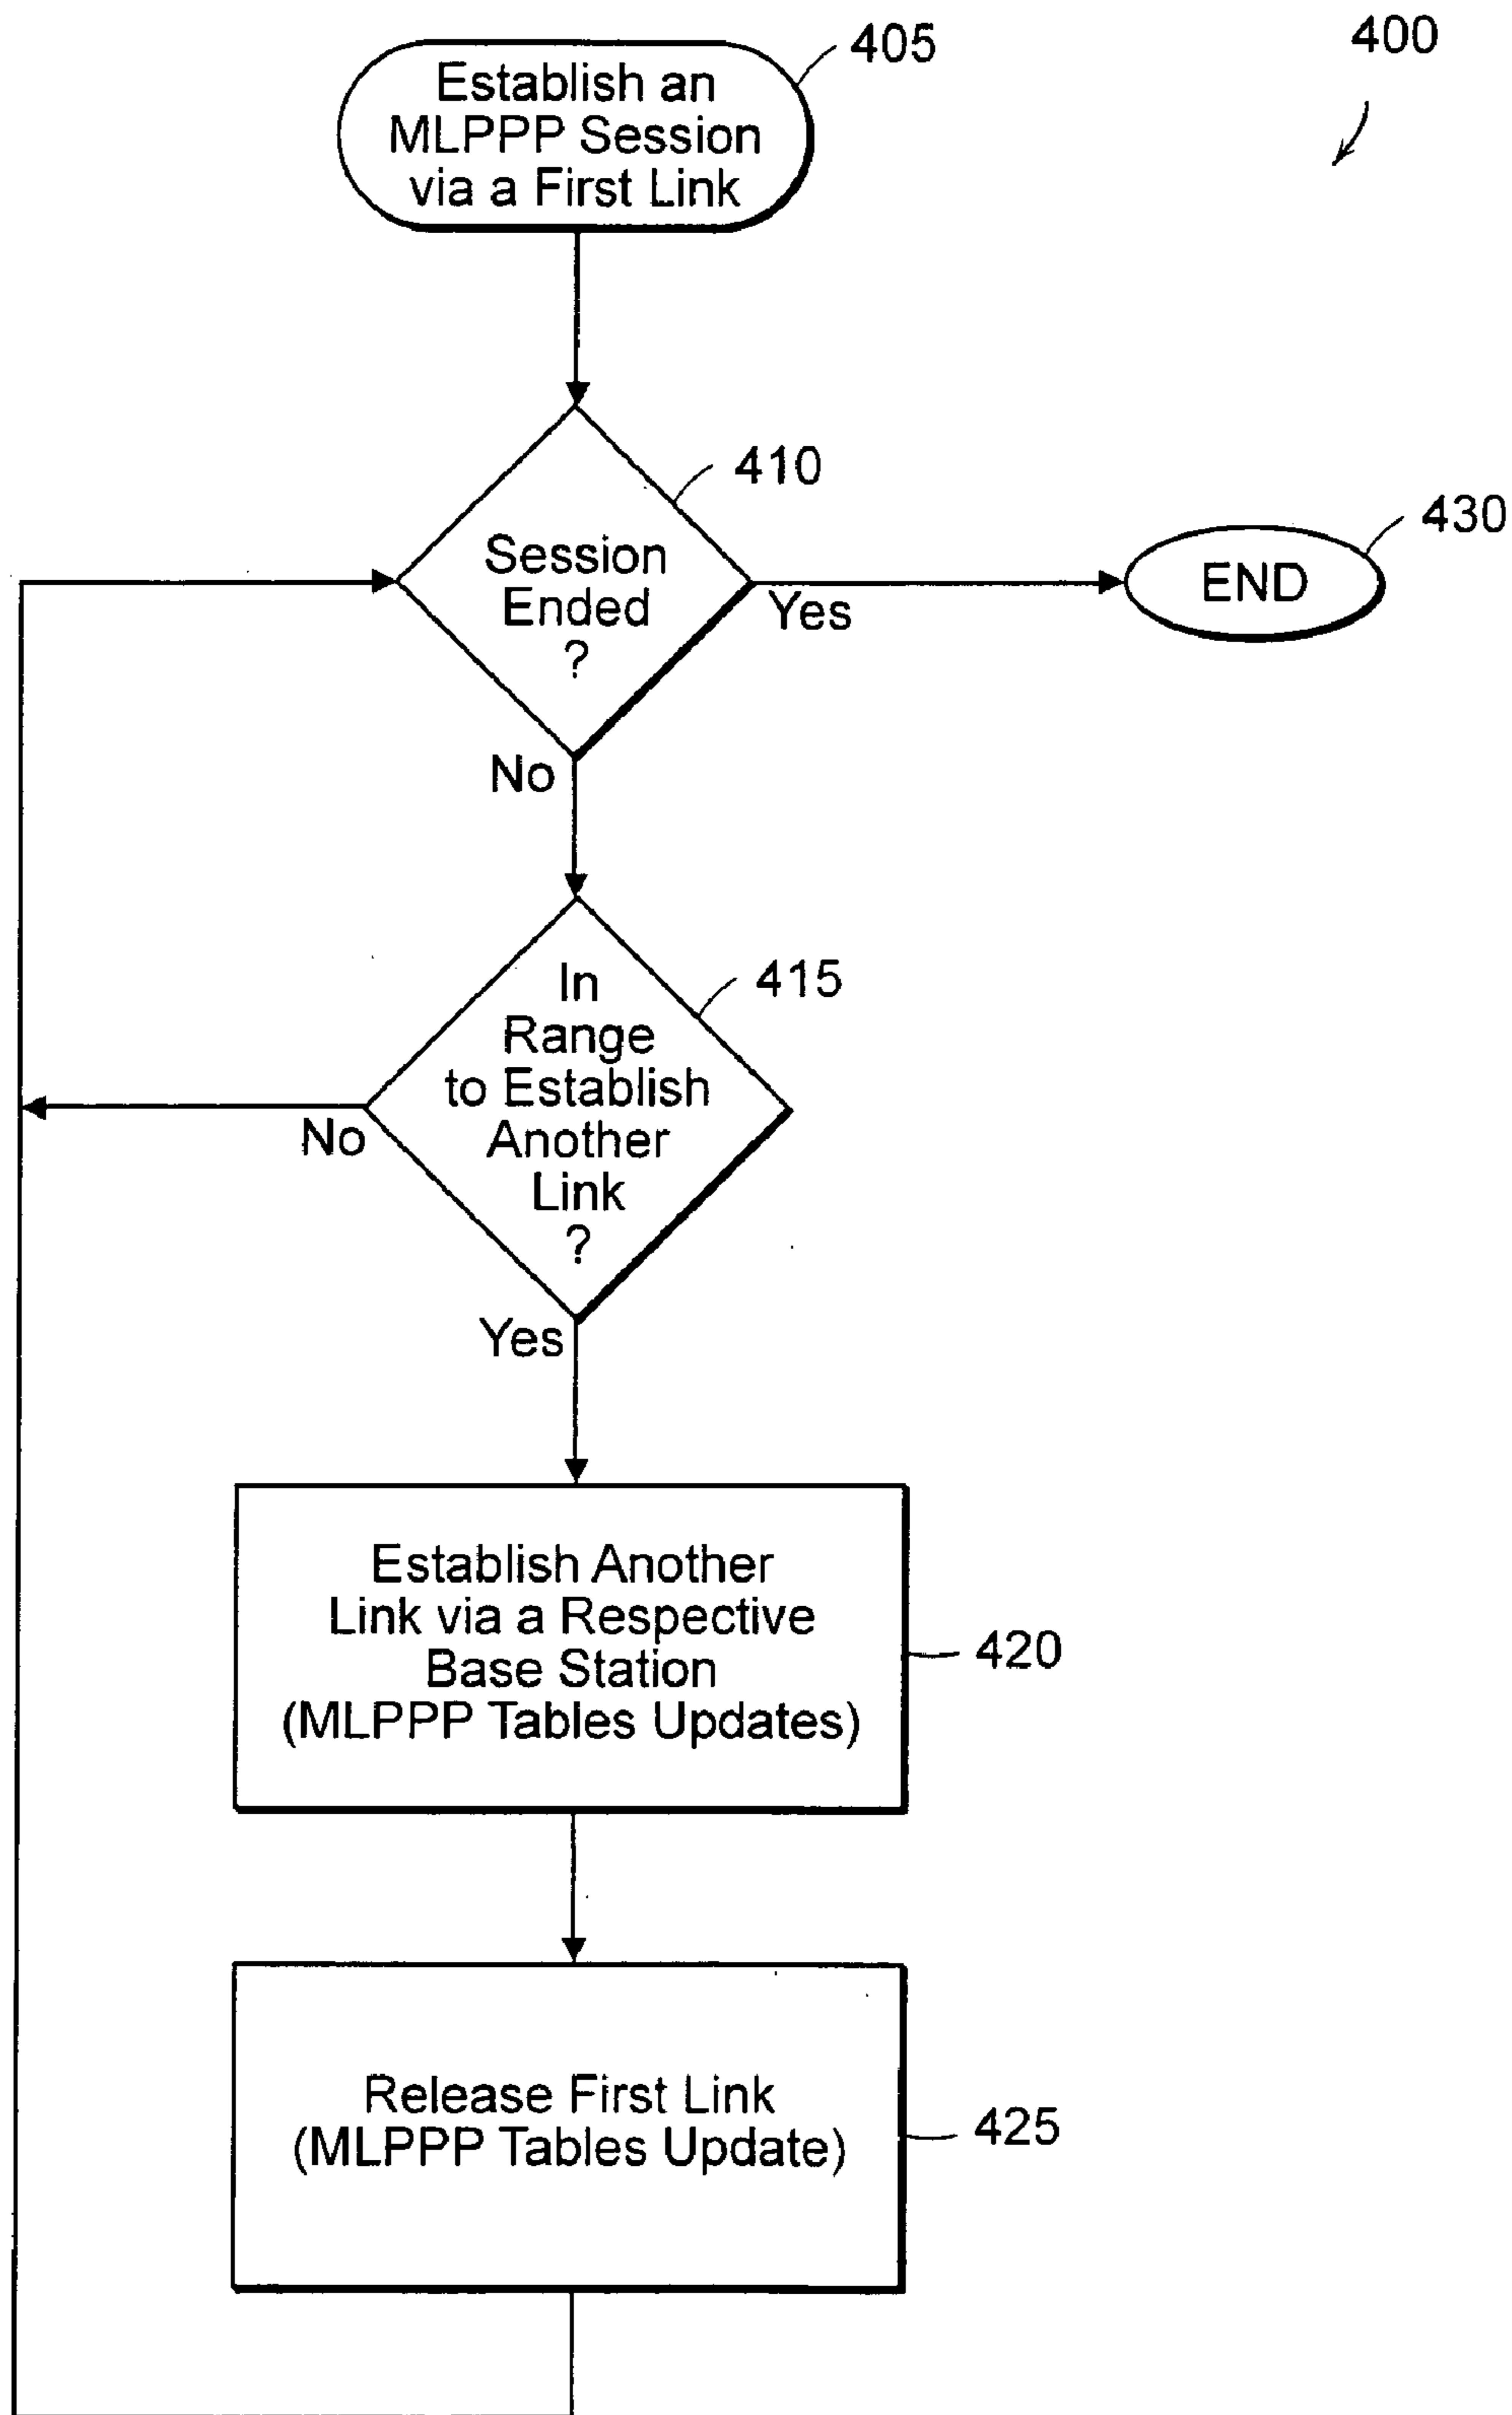 400
405
Establish an
MLPPP Session
via a First Link
410
Session
Ended
?
Yes
430
END
No
415
In
Range
to Establish
Another
Link
?
No
Yes
Establish Another
Link via a Respective
Base Station
(MLPPP Tables Updates)
420
Release First Link
(MLPPP Tables Update)
425